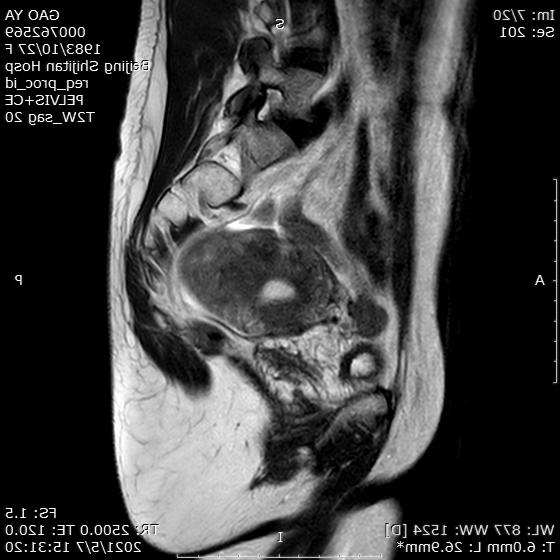 GAO YA
000762569
1983/10/27 F
Beijing Shijitan Hosp
req_proc_id
PELVIS+CE
T2W_sag 20
Im: 7/20
Se: 201
S
P
A
I
FS: 1.5
TR: 2500.0 TE: 120.0
2021/5/7 15:31:20
WL: 877 WW: 1524 [D]
T: 6.0mm L: 26.9mm*